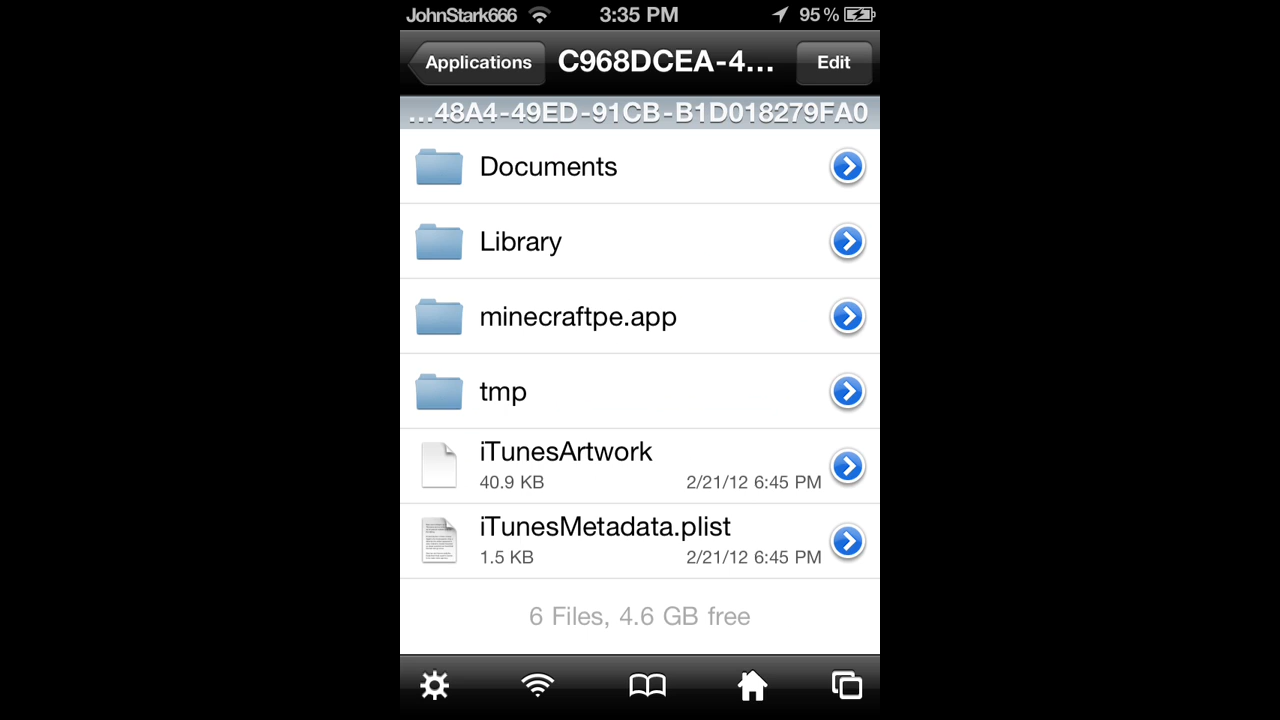 JohnStark666 3:35 PM 95%
Applications C968DCEA-4... Edit
...48A4-49ED-91CB-B1D018279FA0
Documents
Library
minecraftpe.app
tmp
iTunesArtwork
40.9 KB 2/21/12 6:45 PM
iTunesMetadata.plist
1.5 KB 2/21/12 6:45 PM
6 Files, 4.6 GB free